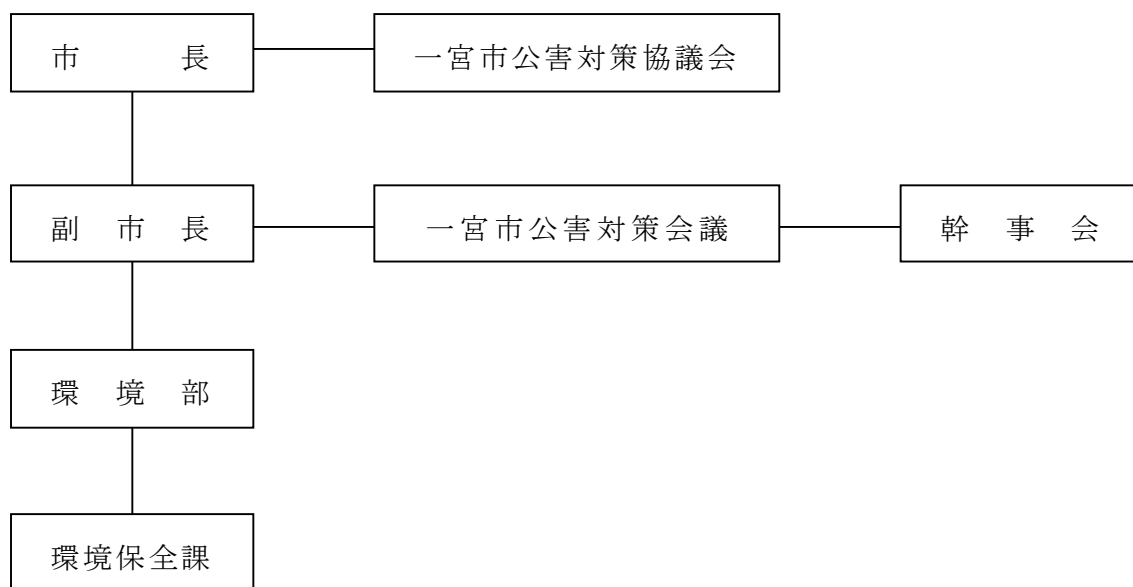 市長
一宮市公害対策協議会
副市長
一宮市公害対策会議
幹事会
環境部
環境保全課